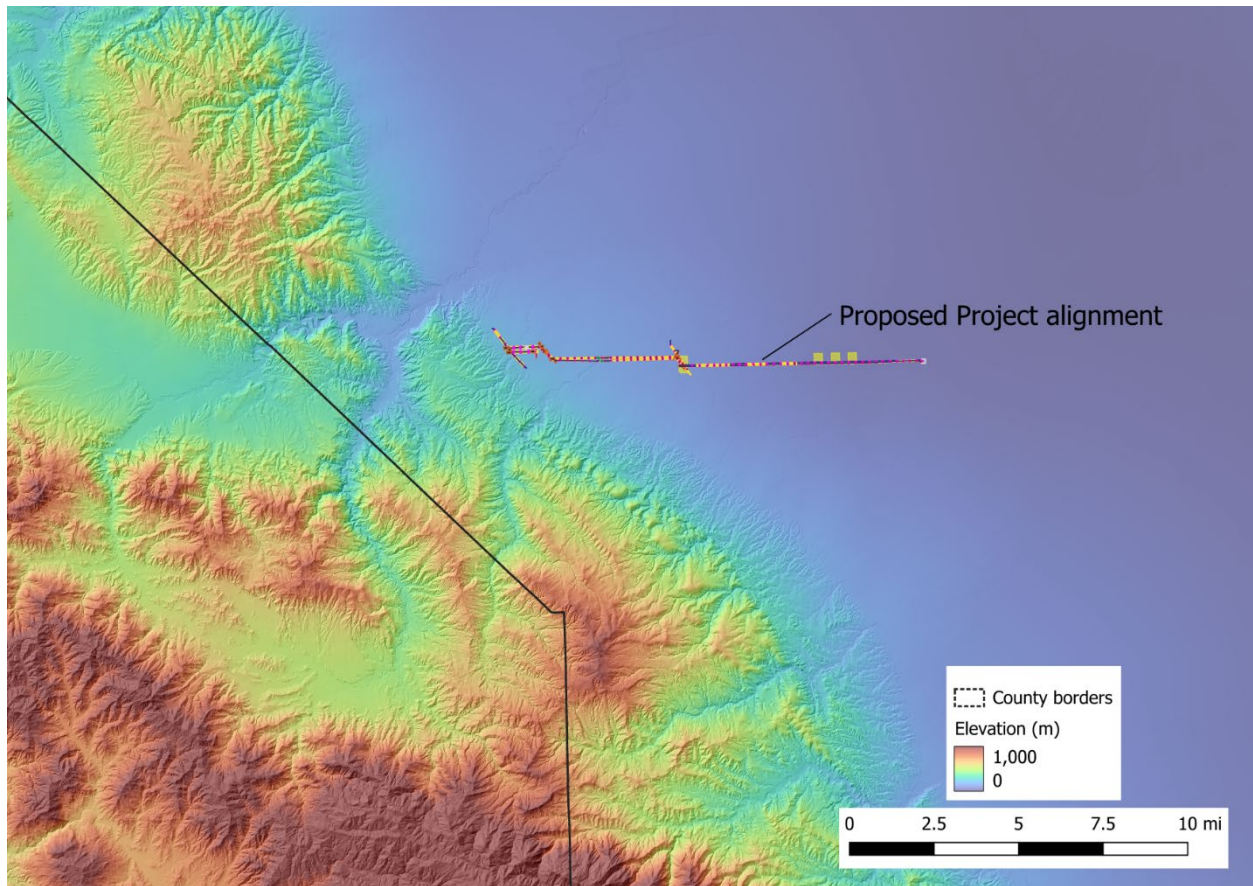 Proposed Project alignment
County borders
Elevation (m)
1,000
0
0 2.5 5 7.5 10 mi